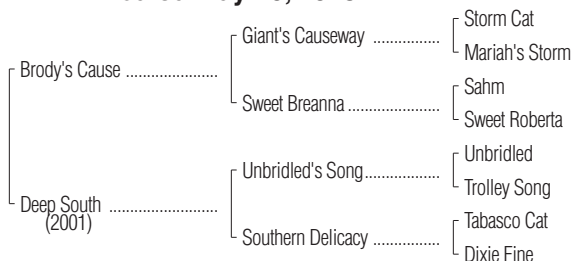 Storm Cat
Giant's Causeway
Mariah's Storm
Brody's Cause
Sahm
Sweet Breanna
Sweet Roberta
Unbridled
Unbridled's Song
Trolley Song
Deep South
(2001)
Tabasco Cat
Southern Delicacy
Dixie Fine